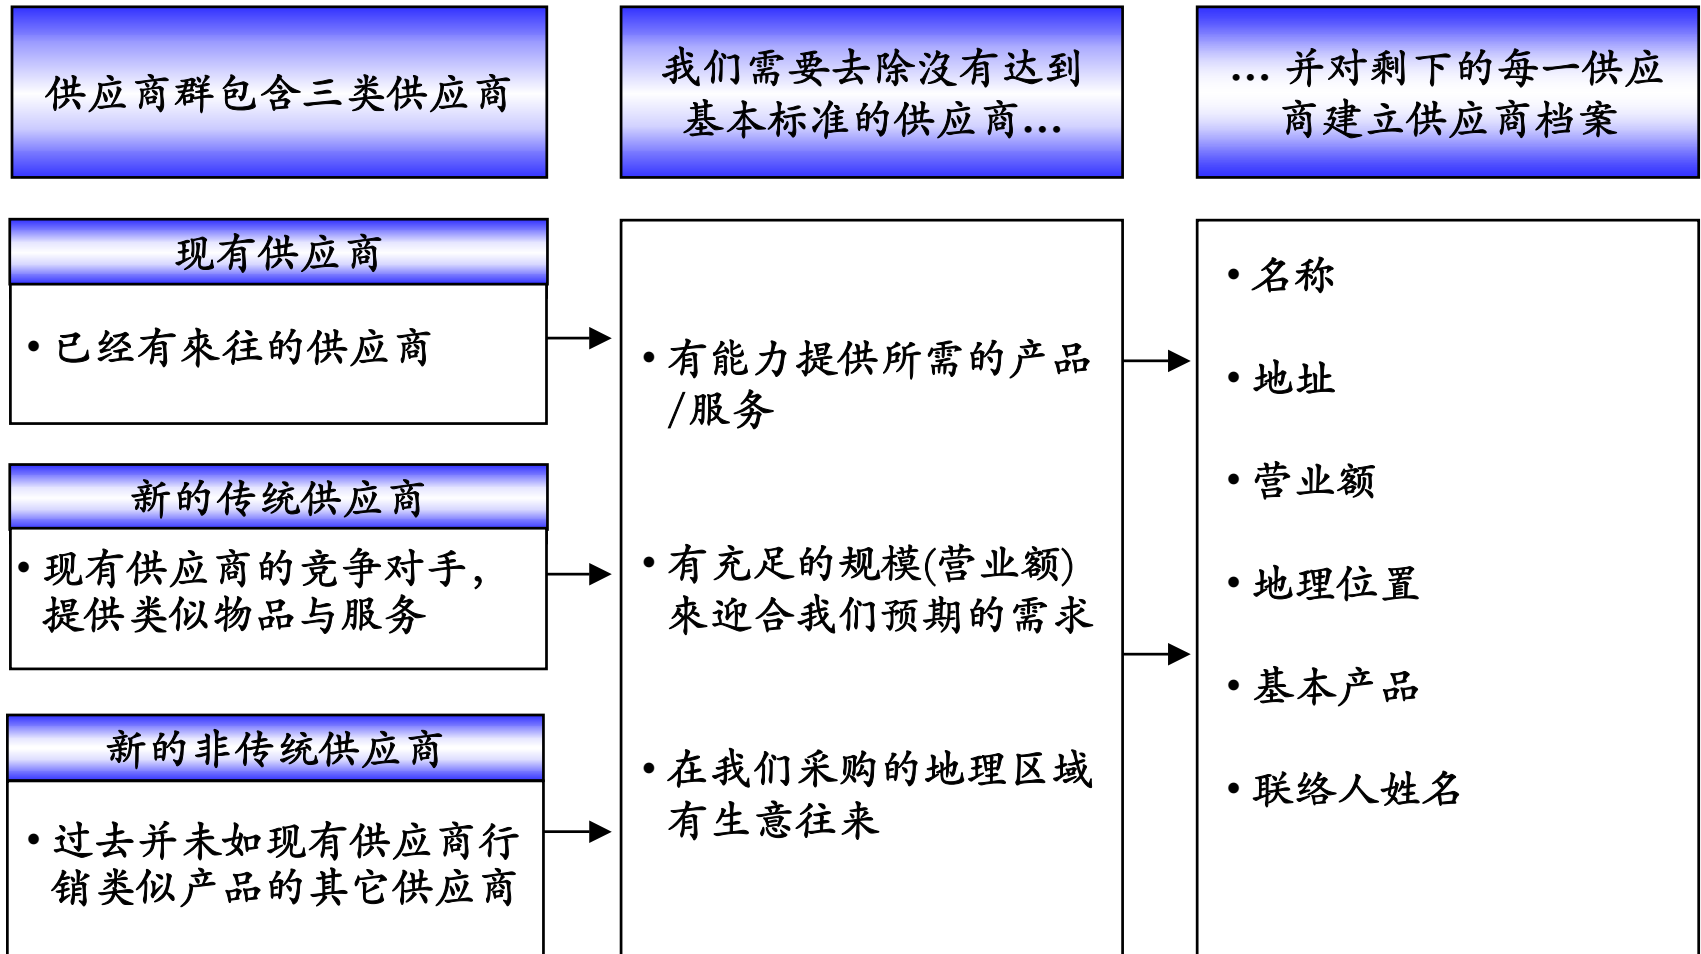 供应商群包含三类供应商
我们需要去除沒有达到
基本标准的供应商...
... 并对剩下的每一供应
商建立供应商档案
现有供应商
• 已经有來往的供应商
新的传统供应商
• 现有供应商的竞争对手,
提供类似物品与服务
新的非传统供应商
• 过去并未如现有供应商行
销类似产品的其它供应商
• 有能力提供所需的产品
/服务
• 有充足的规模(营业额)
來迎合我们预期的需求
• 在我们采购的地理区域
有生意往来
• 名称
• 地址
• 营业额
• 地理位置
• 基本产品
• 联络人姓名